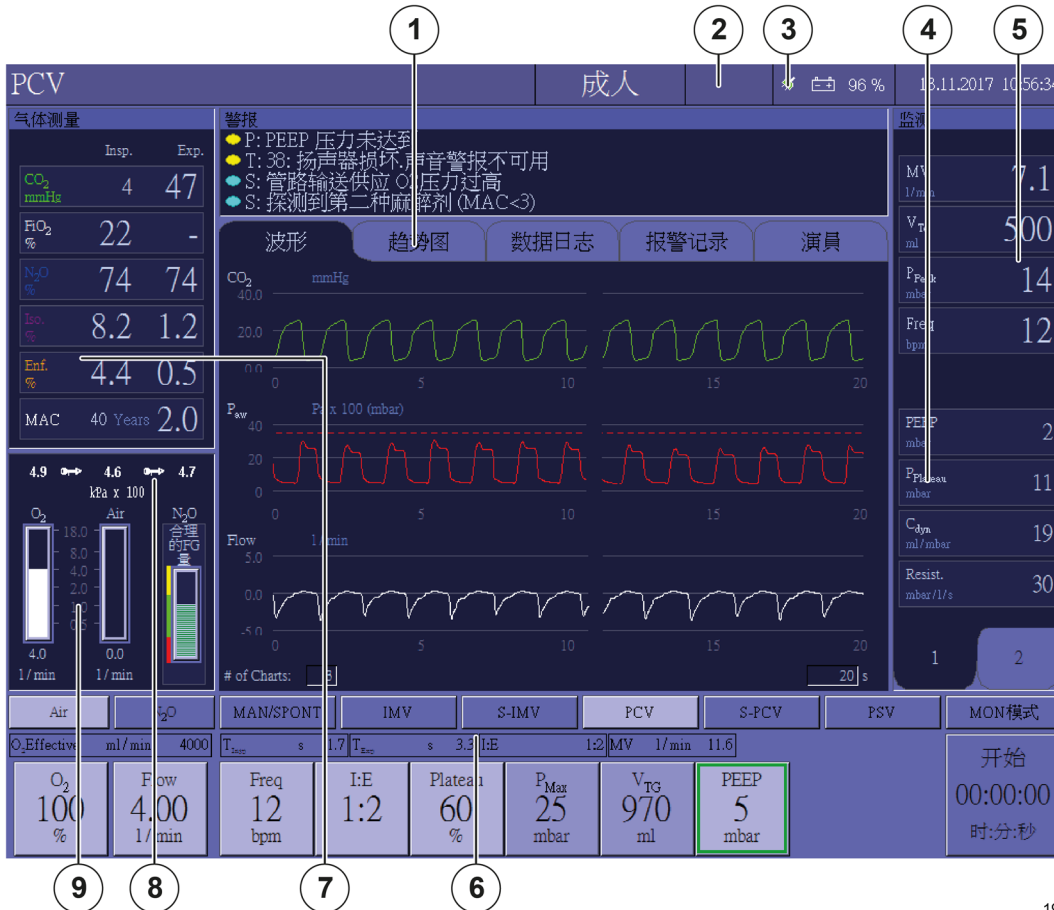 1 2 3 4 5
PCV 成人 96 % 13.11.2017 10:56:34
气体测量
Insp. Exp.
CO2 mmHg 4 47
FiO2 % 22 -
N2O % 74 74
Iso. % 8.2 1.2
Enf. % 4.4 0.5
MAC 40 Years 2.0
警报
P: PEEP 压力未达到
T: 38: 扬声器损坏.声音警报不可用
S: 管路输送供应 O2压力过高
S: 探测到第二种麻醉剂 (MAC<3)
波形 趋势图 数据日志 报警记录 演員
CO2 mmHg
40.0
20.0
0.0
0 5 10 15 20
Paw Pa x 100 (mbar)
40
20
0
0 5 10 15 20
Flow l/min
5.0
0.0
-5.0
0 5 10 15 20
# of Charts: 3 20 s
监测
MV l/min 7.1
ml 500
PPeak mbar 14
Freq bpm 12
PEEP mbar 2
PPlateau mbar 11
Cdyn ml/mbar 19
Resist. mbar/l/s 30
1 2
4.9 4.6 4.7
kPa x 100
O2 Air N2O
合理
的FG
量
18.0
8.0
4.0
2.0
1.0
0.5
4.0 0.0
l/min l/min
Air N2O MAN/SPONT IMV S-IMV PCV S-PCV PSV MON模式
O2Effective ml/min 4000 TInsp s 1.7 TExp s 3.3 I:E 1:2 MV l/min 11.6
O2 100 %
Flow 4.00 l/min
Freq 12 bpm
I:E 1:2
Plateau 60 %
PMax 25 mbar
VTG 970 ml
PEEP 5 mbar
开始
00:00:00
时:分:秒
9 8 7 6